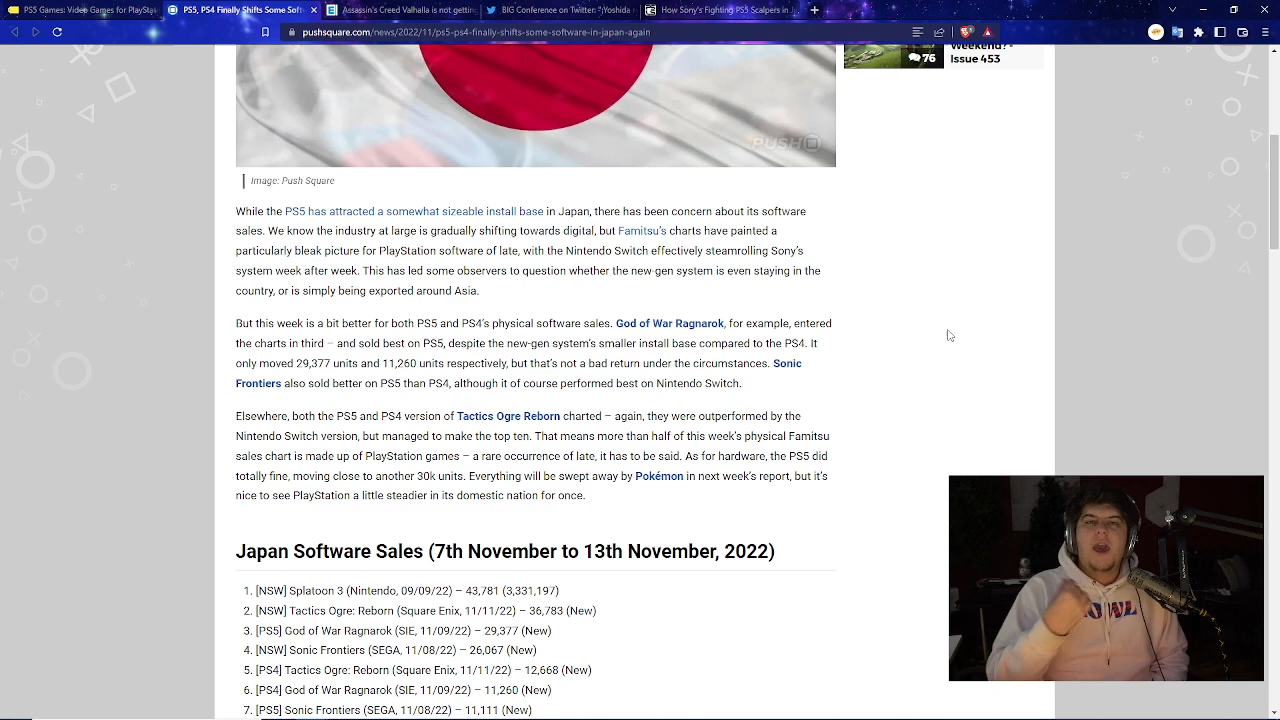 PS5 Games: Video Games for PlaySta
PS5, PS4 Finally Shifts Some Soft
Assassin's Creed Valhalla is not gettin
BIG Conference on Twitter: "/Yoshida
How Sony's Fighting PS5 Scalpers in J
pushsquare.com/news/2022/11/ps5-ps4-finally-shifts-some-software-in-japan-again
Weekend? -
Issue 453
76
PUSH
Image: Push Square
While the PS5 has attracted a somewhat sizeable install base in Japan, there has been concern about its software
sales. We know the industry at large is gradually shifting towards digital, but Famitsu's charts have painted a
particularly bleak picture for PlayStation software of late, with the Nintendo Switch effectively steamrolling Sony's
system week after week. This has led some observers to question whether the new-gen system is even staying in the
country, or is simply being exported around Asia.
But this week is a bit better for both PS5 and PS4's physical software sales. God of War Ragnarok, for example, entered
the charts in third – and sold best on PS5, despite the new-gen system's smaller install base compared to the PS4. It
only moved 29,377 units and 11,260 units respectively, but that's not a bad return under the circumstances. Sonic
Frontiers also sold better on PS5 than PS4, although it of course performed best on Nintendo Switch.
Elsewhere, both the PS5 and PS4 version of Tactics Ogre Reborn charted – again, they were outperformed by the
Nintendo Switch version, but managed to make the top ten. That means more than half of this week's physical Famitsu
sales chart is made up of PlayStation games – a rare occurrence of late, it has to be said. As for hardware, the PS5 did
totally fine, moving close to another 30k units. Everything will be swept away by Pokémon in next week's report, but it's
nice to see PlayStation a little steadier in its domestic nation for once.
Japan Software Sales (7th November to 13th November, 2022)
1. [NSW] Splatoon 3 (Nintendo, 09/09/22) – 43,781 (3,331,197)
2. [NSW] Tactics Ogre: Reborn (Square Enix, 11/11/22) – 36,783 (New)
3. [PS5] God of War Ragnarok (SIE, 11/09/22) – 29,377 (New)
4. [NSW] Sonic Frontiers (SEGA, 11/08/22) – 26,067 (New)
5. [PS4] Tactics Ogre: Reborn (Square Enix, 11/11/22) – 12,668 (New)
6. [PS4] God of War Ragnarok (SIE, 11/09/22) – 11,260 (New)
7. [PS5] Sonic Frontiers (SEGA, 11/08/22) – 11,111 (New)